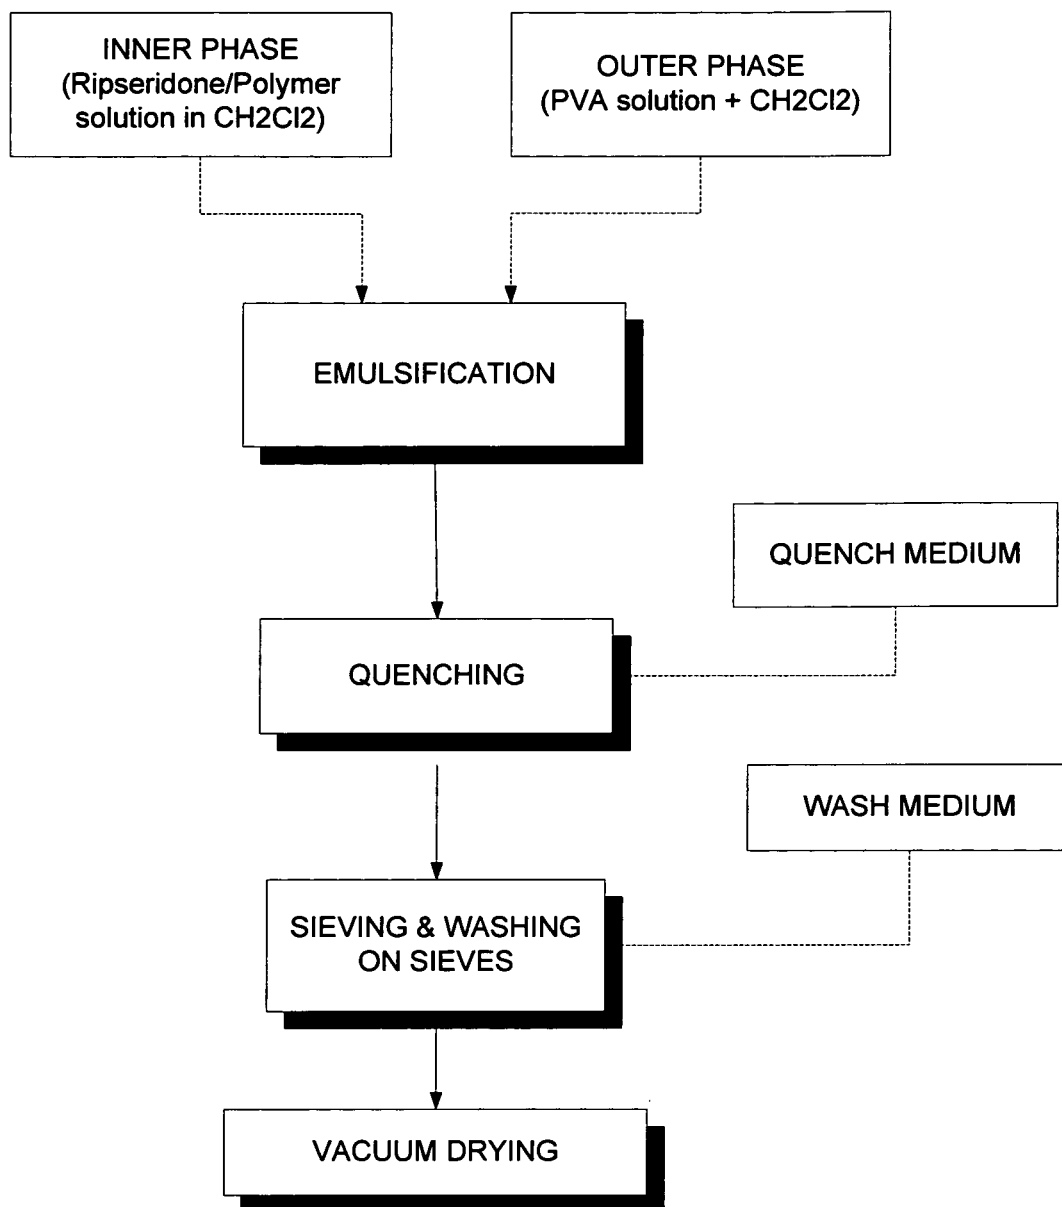 INNER PHASE
(Ripseridone/Polymer
solution in CH2Cl2)
OUTER PHASE
(PVA solution + CH2Cl2)
EMULSIFICATION
QUENCH MEDIUM
QUENCHING
WASH MEDIUM
SIEVING & WASHING
ON SIEVES
VACUUM DRYING